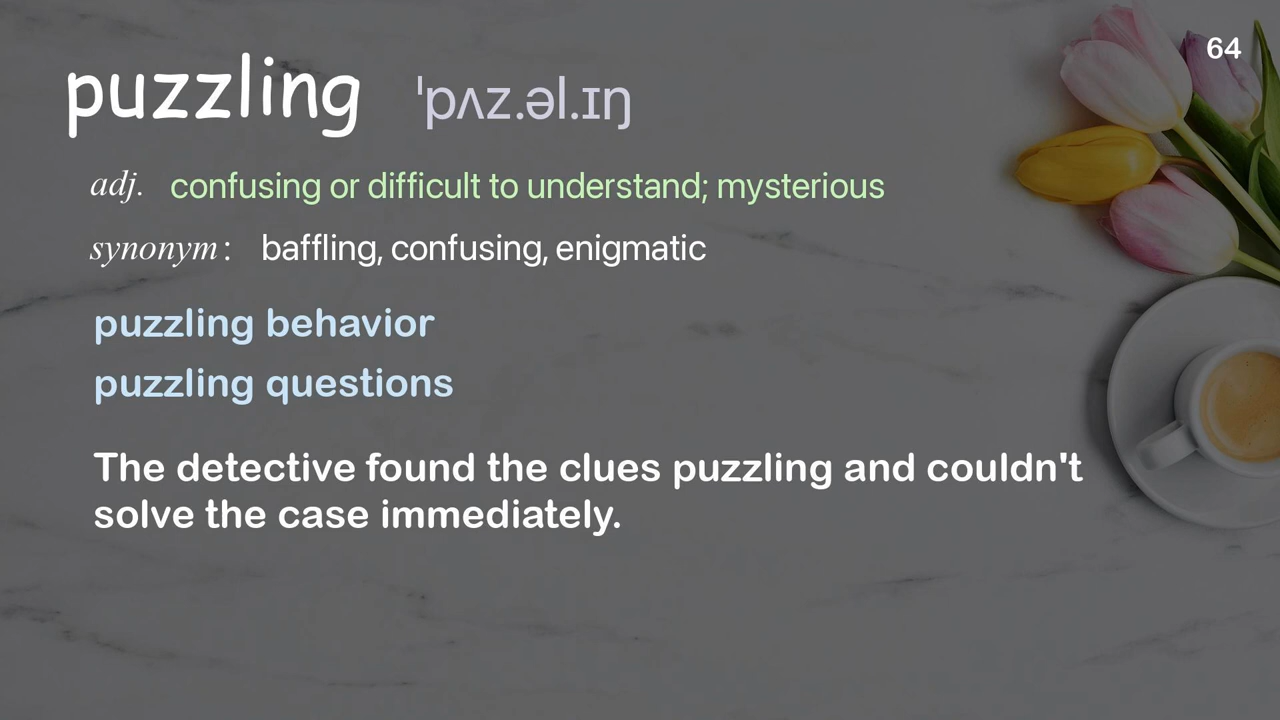 64
puzzling ˈpʌz.əl.ɪŋ
adj. confusing or difficult to understand; mysterious
synonym: baffling, confusing, enigmatic
puzzling behavior
puzzling questions
The detective found the clues puzzling and couldn't
solve the case immediately.